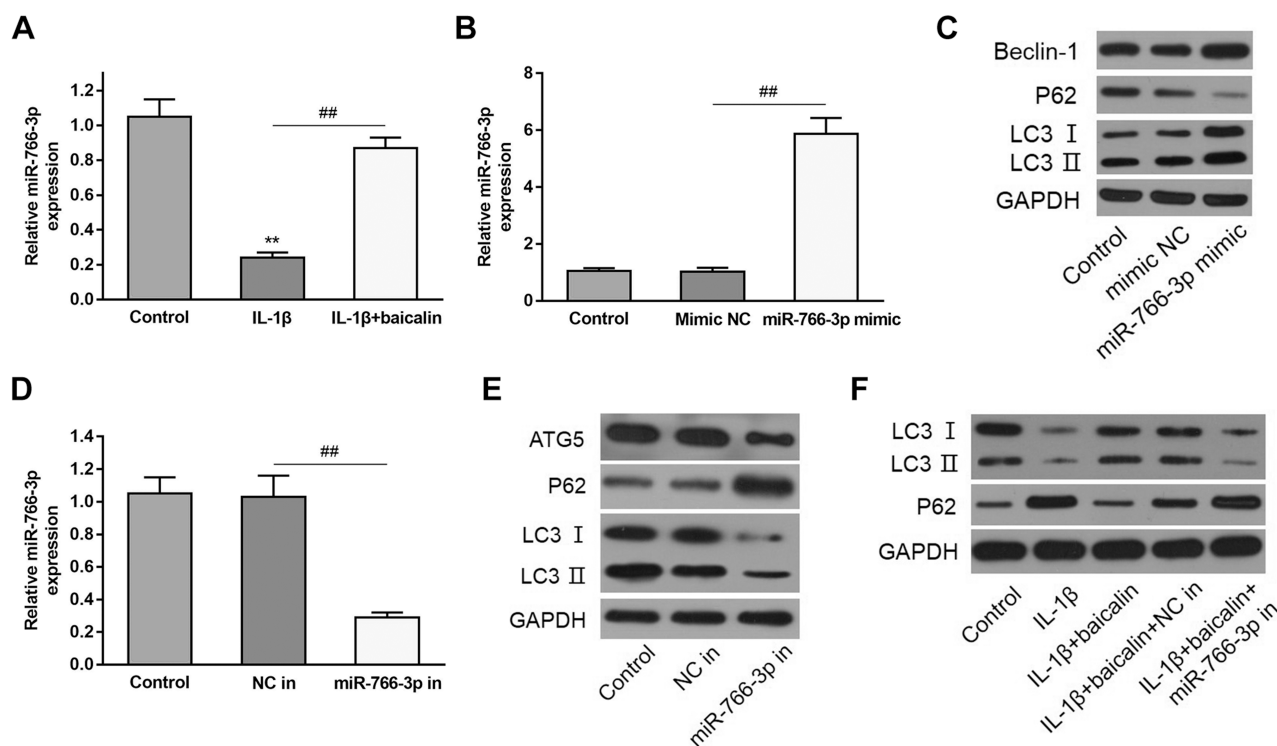 A
Relative miR-766-3p
expression
1.2
1.0
0.8
0.6
0.4
0.2
0.0
**
##
Control
IL-1β
IL-1β+baicalin
B
Relative miR-766-3p
expression
8
6
4
2
0
##
Control
Mimic NC
miR-766-3p mimic
C
Beclin-1
P62
LC3 Ⅰ
LC3 Ⅱ
GAPDH
Control
mimic NC
miR-766-3p mimic
D
Relative miR-766-3p
expression
1.4
1.2
1.0
0.8
0.6
0.4
0.2
0.0
##
Control
NC in
miR-766-3p in
E
ATG5
P62
LC3 Ⅰ
LC3 Ⅱ
GAPDH
Control
NC in
miR-766-3p in
F
LC3 Ⅰ
LC3 Ⅱ
P62
GAPDH
Control
IL-1β
IL-1β+baicalin
IL-1β+baicalin+NC in
IL-1β+baicalin+
miR-766-3p in